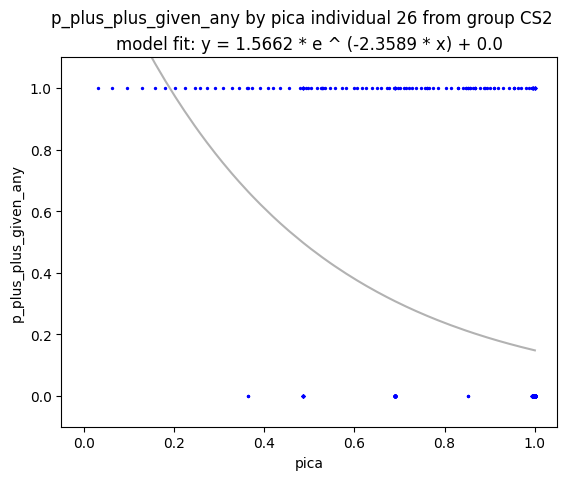 p_plus_plus_given_any by pica individual 26 from group CS2
model fit: y = 1.5662 * e ^ (-2.3589 * x) + 0.0
1.0
0.8
0.6
0.4
0.2
0.0
p_plus_plus_given_any
0.0 0.2 0.4 0.6 0.8 1.0
pica